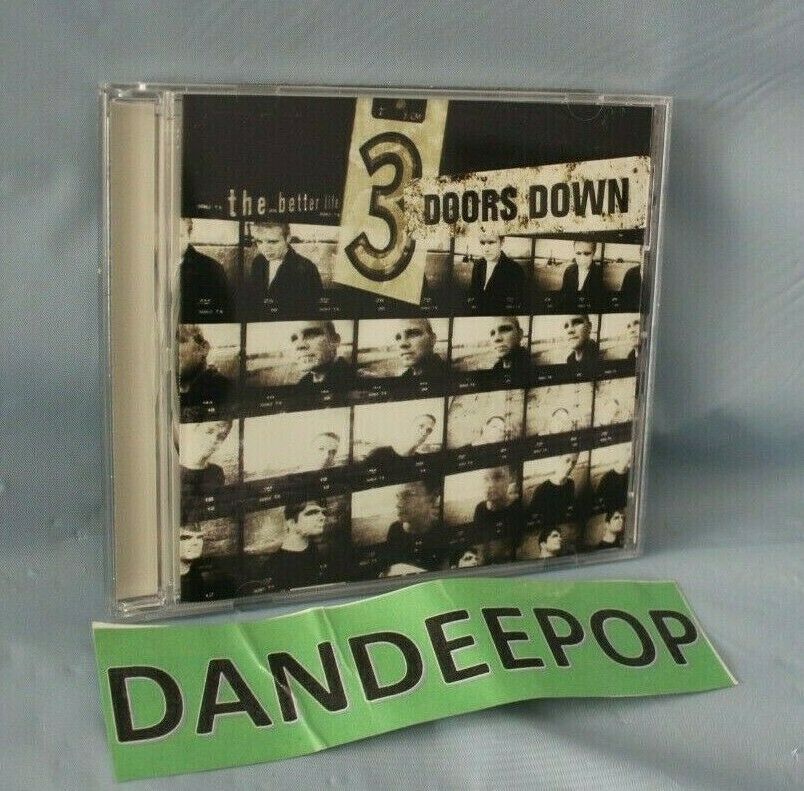 the better life
3 DOORS DOWN
DANDEEPOP